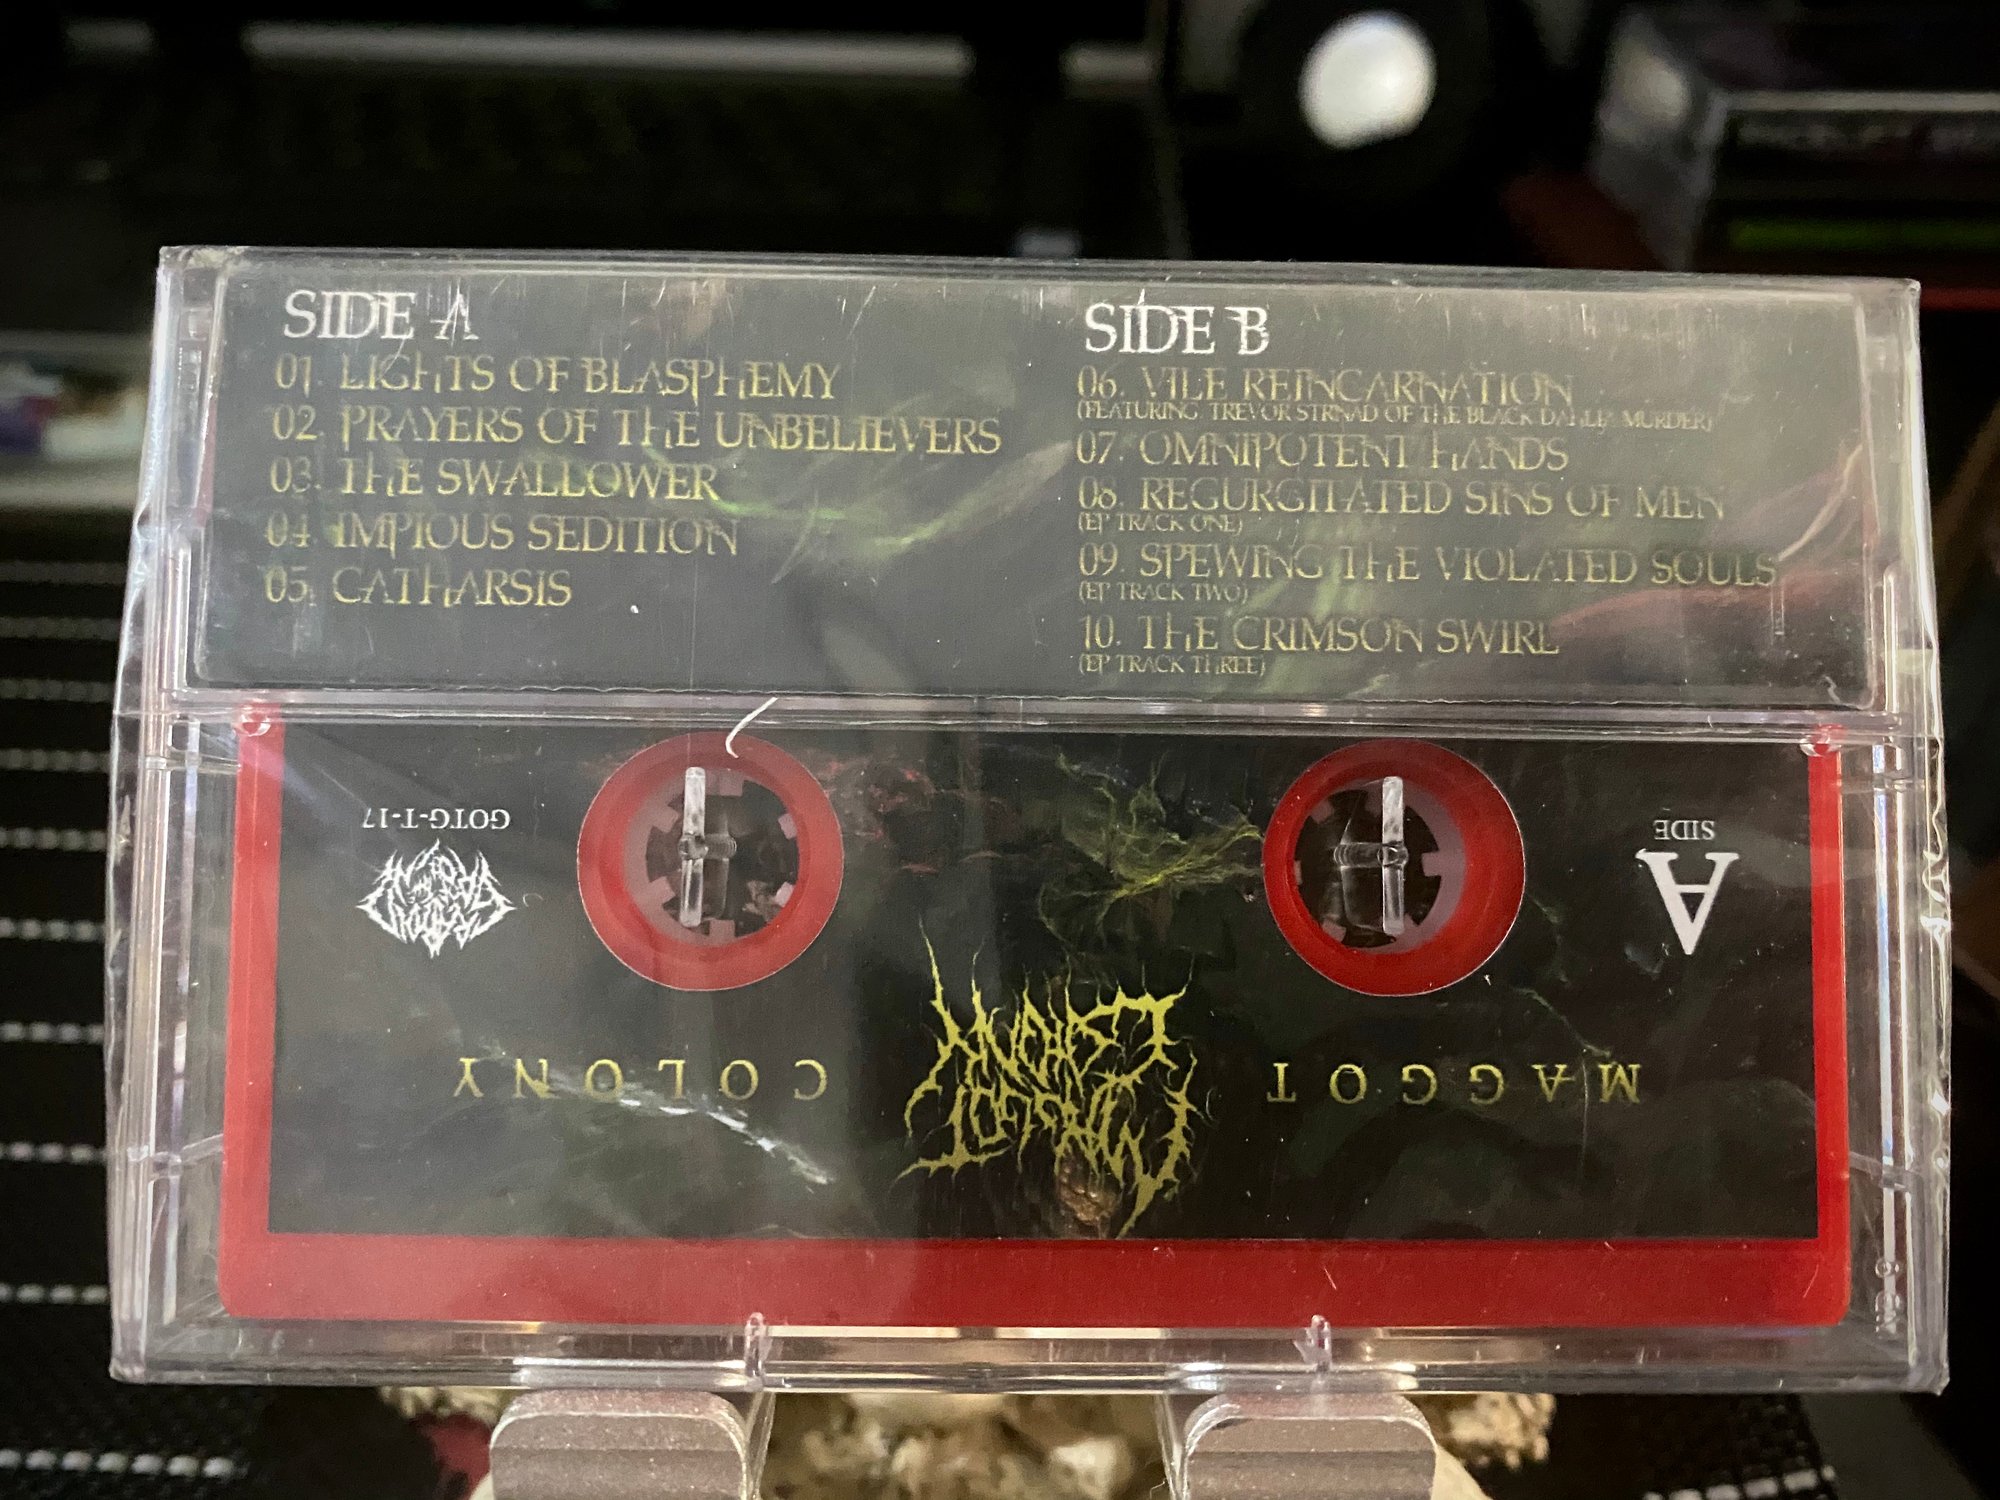 SIDE A
01. LIGHTS OF BLASPHEMY
02. PRAYERS OF THE UNBELIEVERS
03. THE SWALLOWER
04. IMPIOUS SEDITION
05. CATHARSIS
SIDE B
06. VILE REINCARNATION
(FEATURING TREVOR STRNAD OF THE BLACK DAHLIA MURDER)
07. OMNIPOTENT HANDS
08. REGURGITATED SINS OF MEN
(EP TRACK ONE)
09. SPEWING THE VIOLATED SOULS
(EP TRACK TWO)
10. THE CRIMSON SWIRL
(EP TRACK THREE)
A
SIDE
GOTG-T-17
MAGGOT COLONY